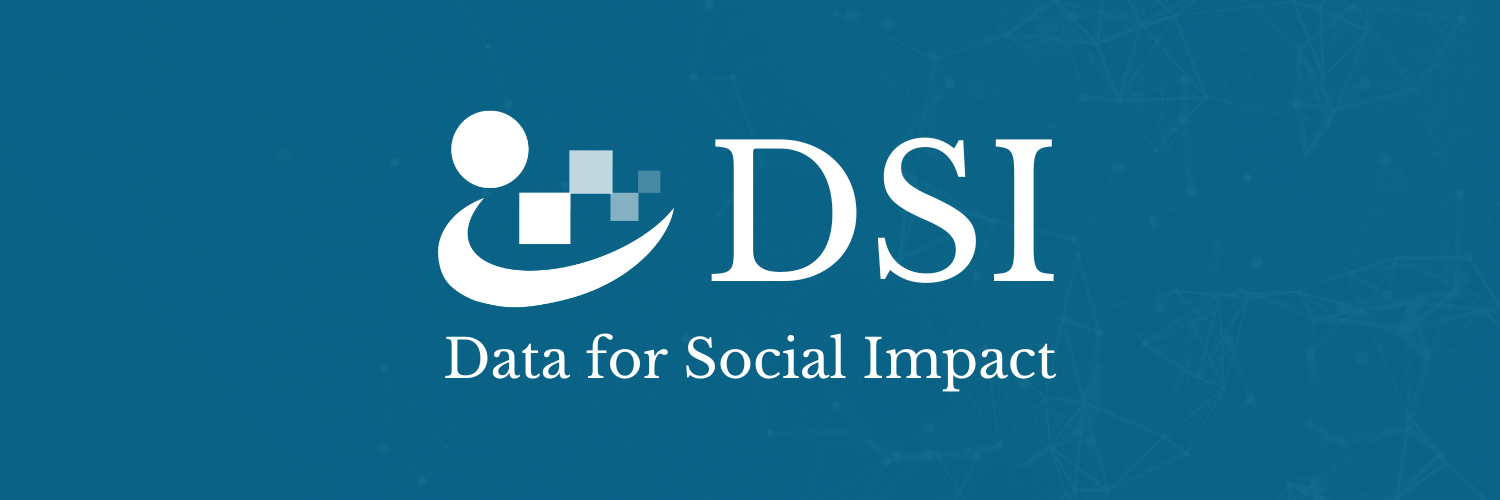 DSI
Data for Social Impact